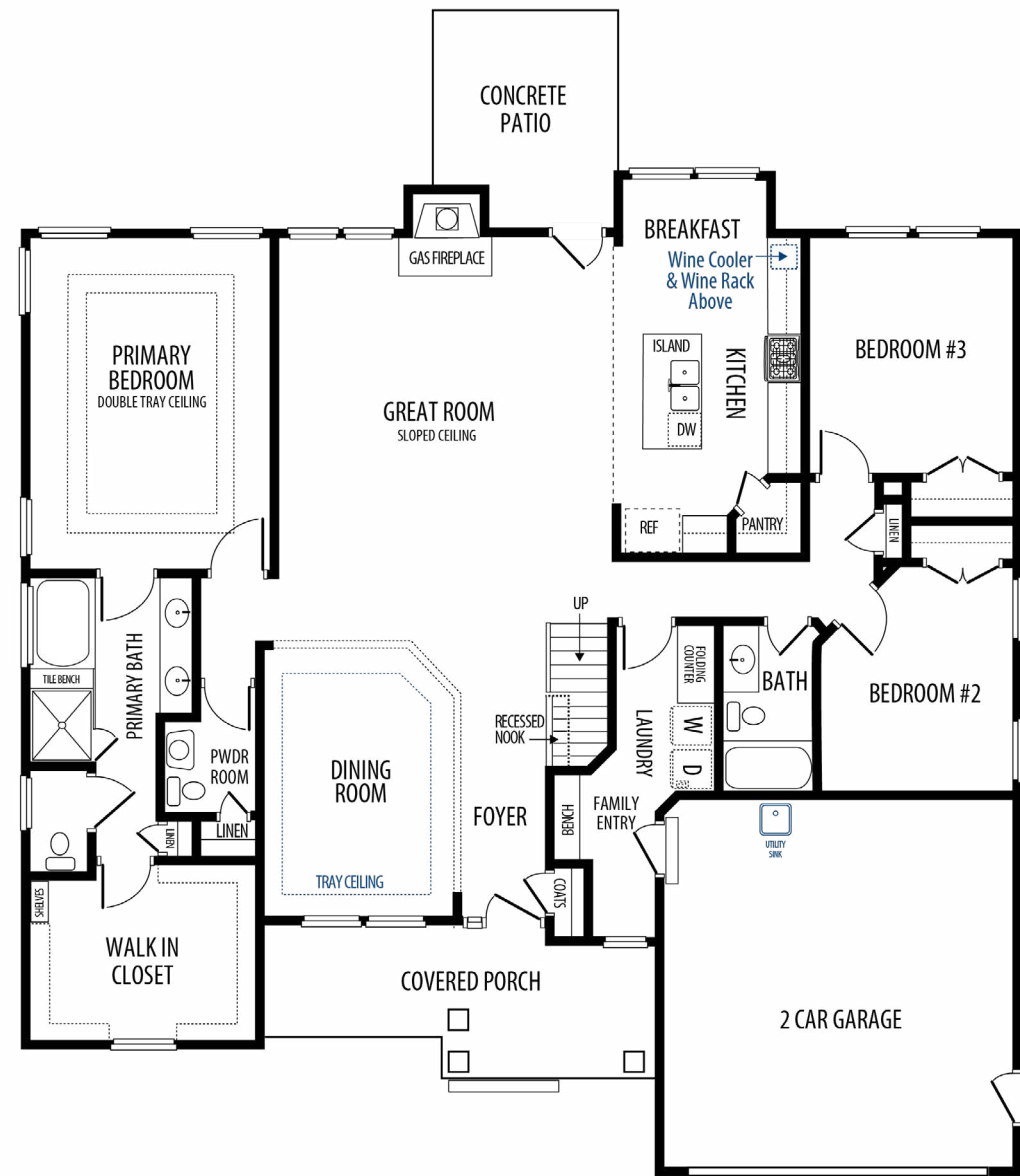 CONCRETE
PATIO
BREAKFAST
Wine Cooler
& Wine Rack
Above
GAS FIREPLACE
PRIMARY
BEDROOM
DOUBLE TRAY CEILING
GREAT ROOM
SLOPED CEILING
ISLAND
DW
KITCHEN
BEDROOM #3
REF
PANTRY
LINEN
UP
TILE BENCH
PRIMARY BATH
PWDR
ROOM
LINEN
LINEN
DINING
ROOM
TRAY CEILING
RECESSED
NOOK
FOYER
FOLDING
COUNTER
W
D
LAUNDRY
BATH
BEDROOM #2
BENCH
FAMILY
ENTRY
UTILITY
SINK
COATS
SHELVES
WALK IN
CLOSET
COVERED PORCH
2 CAR GARAGE